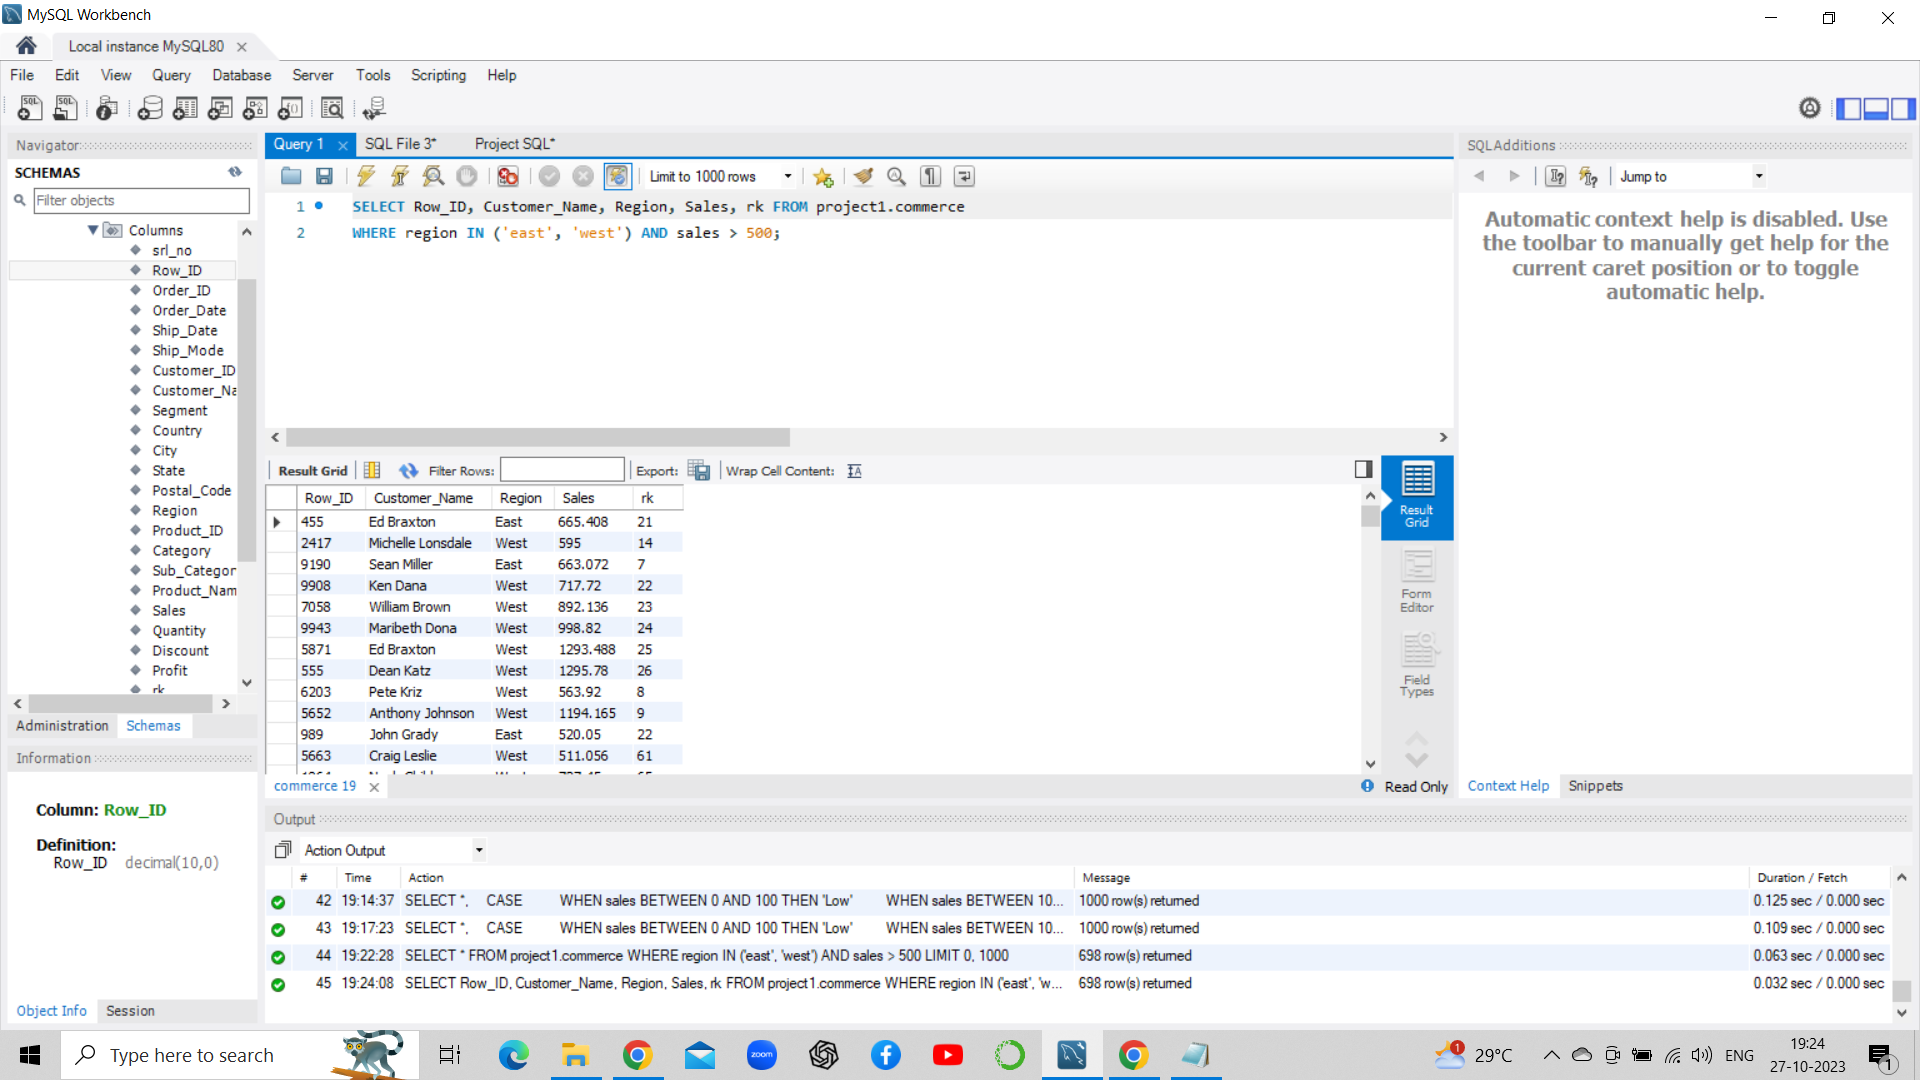 MySQL Workbench
Local instance MySQL80
File Edit View Query Database Server Tools Scripting Help
Navigator
SCHEMAS
Filter objects
Columns
srl_no
Row_ID
Order_ID
Order_Date
Ship_Date
Ship_Mode
Customer_ID
Customer_Na
Segment
Country
City
State
Postal_Code
Region
Product_ID
Category
Sub_Categor
Product_Nam
Sales
Quantity
Discount
Profit
rk
Administration Schemas
Information
Column: Row_ID
Definition:
Row_ID decimal(10,0)
Object Info Session
Query 1 SQL File 3* Project SQL*
Limit to 1000 rows
1 SELECT Row_ID, Customer_Name, Region, Sales, rk FROM project1.commerce
2 WHERE region IN ('east', 'west') AND sales > 500;
Result Grid Filter Rows: Export: Wrap Cell Content:
Row_ID Customer_Name Region Sales rk
455 Ed Braxton East 665.408 21
2417 Michelle Lonsdale West 595 14
9190 Sean Miller East 663.072 7
9908 Ken Dana West 717.72 22
7058 William Brown West 892.136 23
9943 Maribeth Dona West 998.82 24
5871 Ed Braxton West 1293.488 25
555 Dean Katz West 1295.78 26
6203 Pete Kriz West 563.92 8
5652 Anthony Johnson West 1194.165 9
989 John Grady East 520.05 22
5663 Craig Leslie West 511.056 61
Result Grid
Form Editor
Field Types
commerce 19
Read Only
SQLAdditions
Jump to
Automatic context help is disabled. Use
the toolbar to manually get help for the
current caret position or to toggle
automatic help.
Context Help Snippets
Output
Action Output
# Time Action Message Duration / Fetch
42 19:14:37 SELECT *, CASE WHEN sales BETWEEN 0 AND 100 THEN 'Low' WHEN sales BETWEEN 10... 1000 row(s) returned 0.125 sec / 0.000 sec
43 19:17:23 SELECT *, CASE WHEN sales BETWEEN 0 AND 100 THEN 'Low' WHEN sales BETWEEN 10... 1000 row(s) returned 0.109 sec / 0.000 sec
44 19:22:28 SELECT * FROM project1.commerce WHERE region IN ('east', 'west') AND sales > 500 LIMIT 0, 1000 698 row(s) returned 0.063 sec / 0.000 sec
45 19:24:08 SELECT Row_ID, Customer_Name, Region, Sales, rk FROM project1.commerce WHERE region IN ('east', 'w... 698 row(s) returned 0.032 sec / 0.000 sec
Type here to search
zoom
1
29°C
ENG
19:24
27-10-2023
1